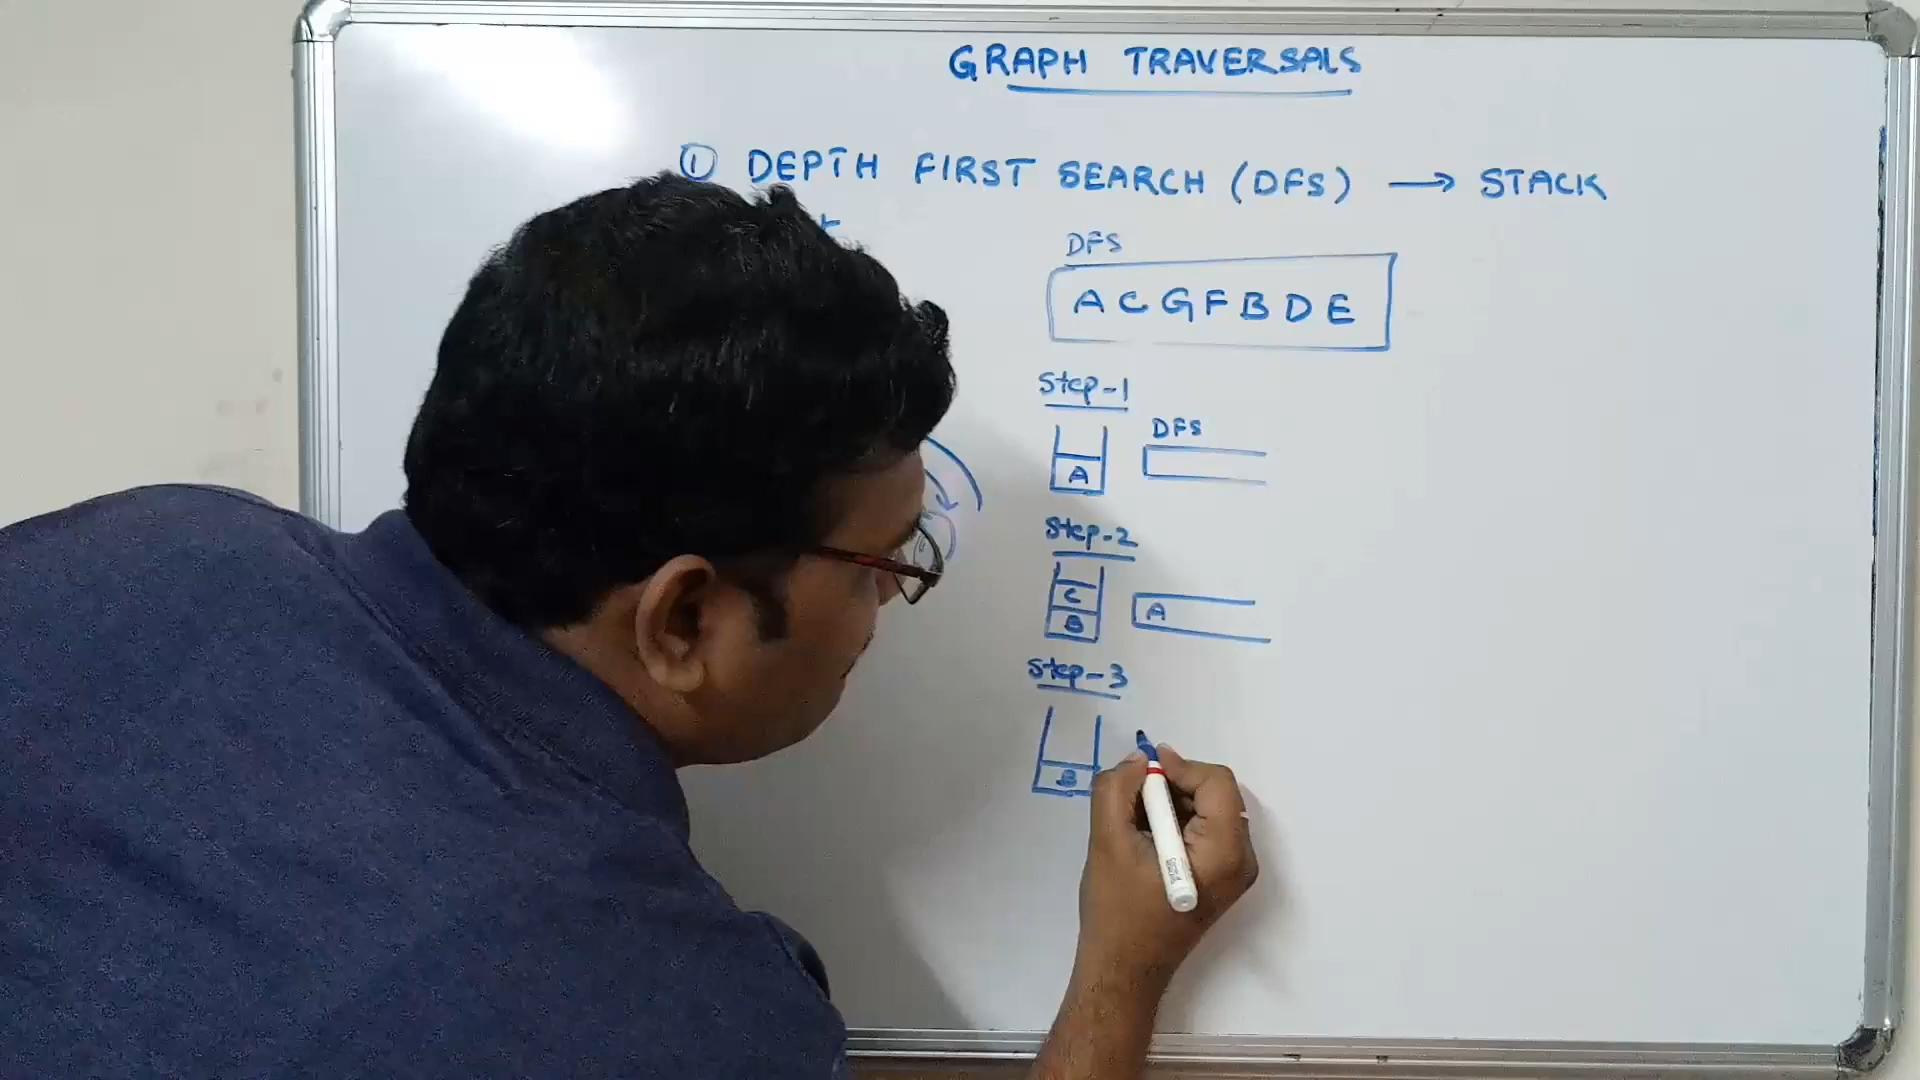 GRAPH TRAVERSALS
① DEPTH FIRST SEARCH (DFS) → STACK
DFS
A C G F B D E
Step-1
A
DFS
Step-2
C
B
A
Step-3
B